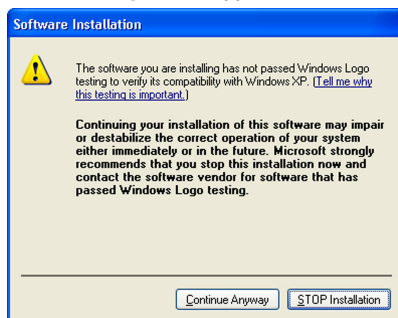 Software Installation
The software you are installing has not passed Windows Logo
testing to verify its compatibility with Windows XP. (Tell me why
this testing is important.)
Continuing your installation of this software may impair
or destabilize the correct operation of your system
either immediately or in the future. Microsoft strongly
recommends that you stop this installation now and
contact the software vendor for software that has
passed Windows Logo testing.
Continue Anyway
STOP Installation